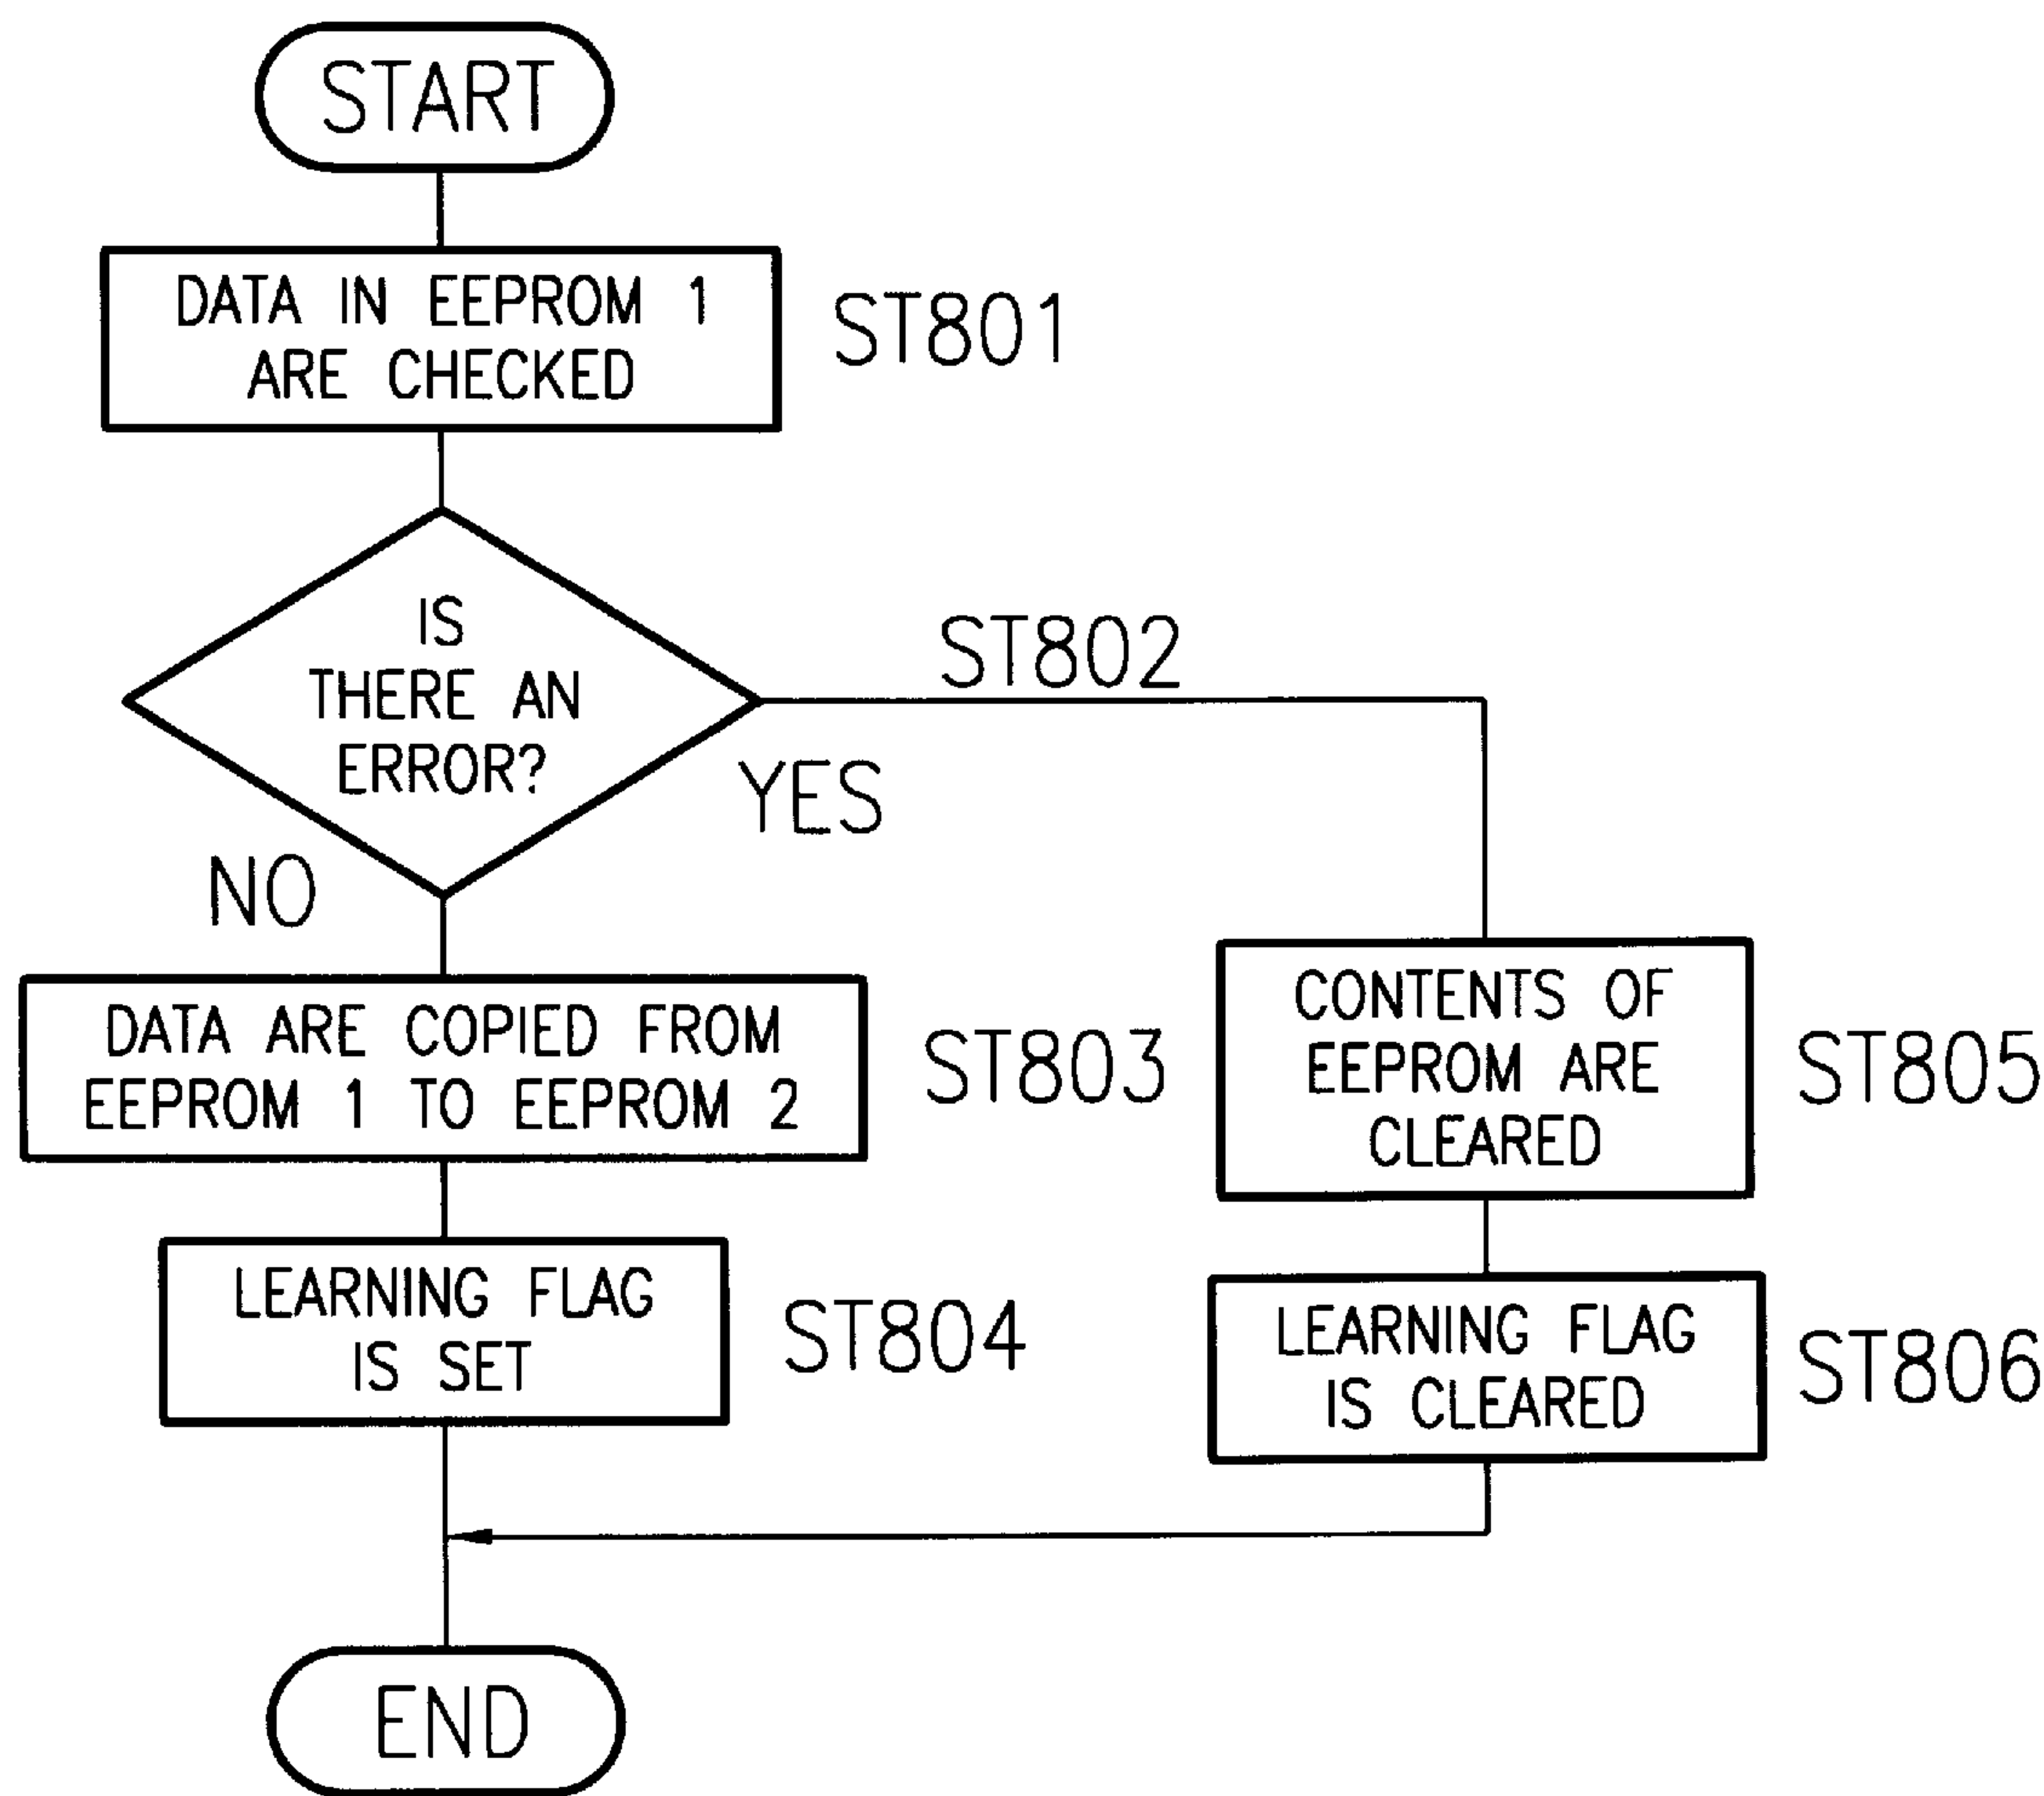 START
DATA IN EEPROM 1
ARE CHECKED
ST801
IS
THERE AN
ERROR?
ST802
YES
NO
DATA ARE COPIED FROM
EEPROM 1 TO EEPROM 2
ST803
CONTENTS OF
EEPROM ARE
CLEARED
ST805
LEARNING FLAG
IS SET
ST804
LEARNING FLAG
IS CLEARED
ST806
END